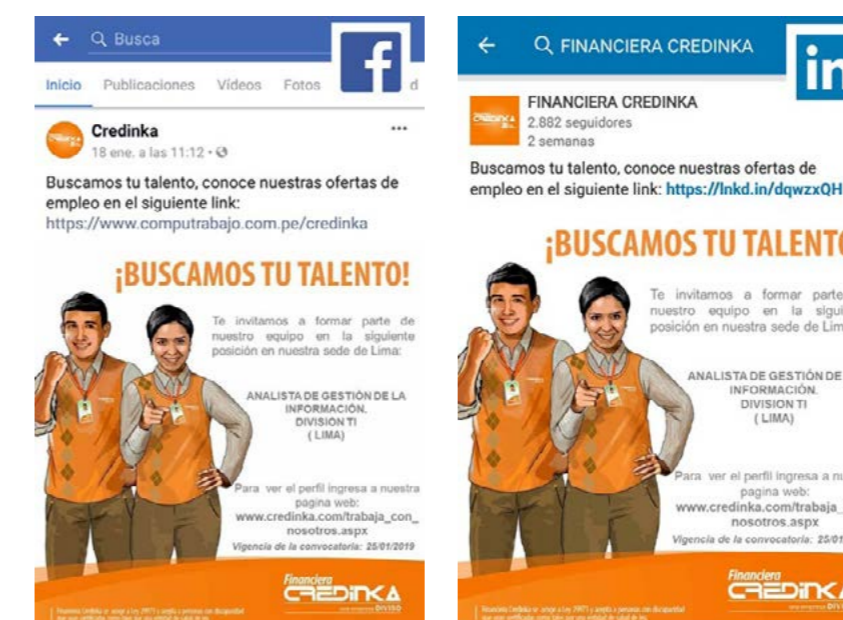 Busca
Inicio Publicaciones Vídeos Fotos
Credinka
18 ene. a las 11:12
Buscamos tu talento, conoce nuestras ofertas de
empleo en el siguiente link:
https://www.computrabajo.com.pe/credinka
¡BUSCAMOS TU TALENTO!
Te invitamos a formar parte de
nuestro equipo en la siguiente
posición en nuestra sede de Lima:
ANALISTA DE GESTIÓN DE LA
INFORMACIÓN.
DIVISION TI
( LIMA)
Para ver el perfil ingresa a nuestra
pagina web:
www.credinka.com/trabaja_con_
nosotros.aspx
Vigencia de la convocatoria: 25/01/2019
Financiera
CREDINKA
FINANCIERA CREDINKA
in
FINANCIERA CREDINKA
2.882 seguidores
2 semanas
Buscamos tu talento, conoce nuestras ofertas de
empleo en el siguiente link: https://lnkd.in/dqwzxQH
¡BUSCAMOS TU TALENTO
Te invitamos a formar parte
nuestro equipo en la sigui
posición en nuestra sede de Lim
ANALISTA DE GESTIÓN DE
INFORMACIÓN.
DIVISION TI
( LIMA)
Para ver el perfil ingresa a nu
pagina web:
www.credinka.com/trabaja_
nosotros.aspx
Vigencia de la convocatoria: 25/01
Financiera
CREDINKA